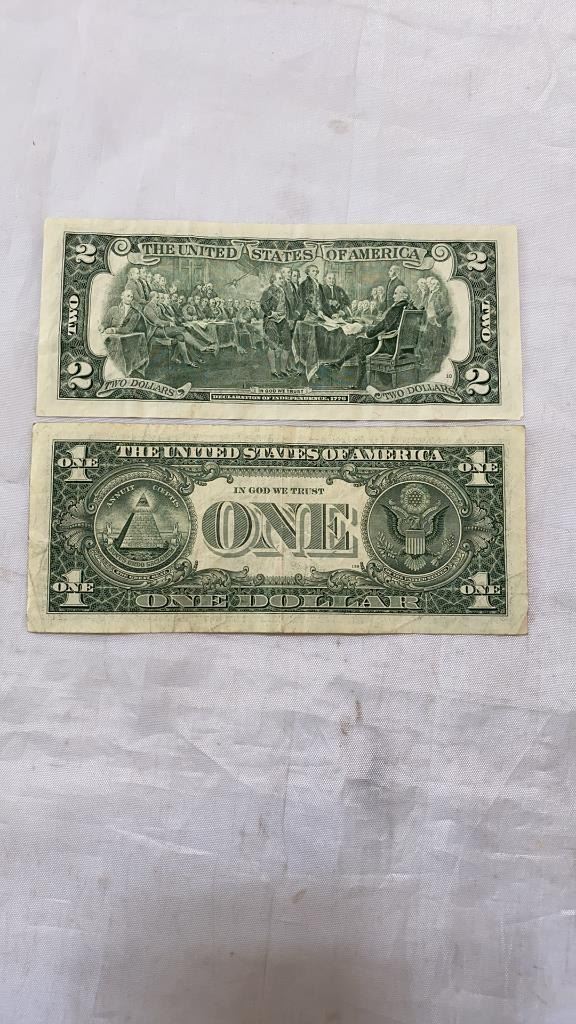 2 THE UNITED STATES OF AMERICA 2
TWO TWO
2 2
TWO DOLLARS IN GOD WE TRUST TWO DOLLARS
DECLARATION OF INDEPENDENCE, 1776
10
1 ONE THE UNITED STATES OF AMERICA 1 ONE
IN GOD WE TRUST
ANNUIT CŒPTIS
ONE
1 ONE ONE DOLLAR 1 ONE